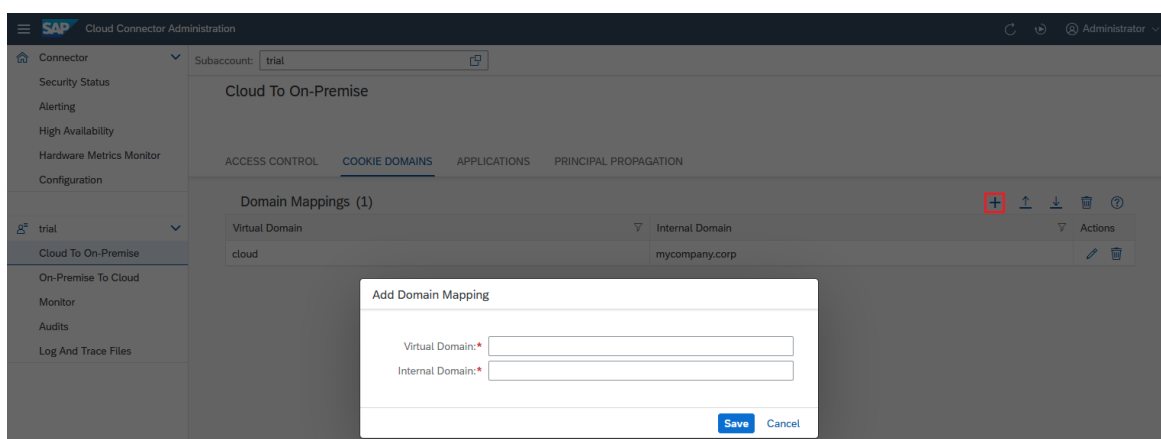 SAP Cloud Connector Administration Administrator
Connector
Security Status
Alerting
High Availability
Hardware Metrics Monitor
Configuration
trial
Cloud To On-Premise
On-Premise To Cloud
Monitor
Audits
Log And Trace Files
Subaccount: trial
Cloud To On-Premise
ACCESS CONTROL COOKIE DOMAINS APPLICATIONS PRINCIPAL PROPAGATION
Domain Mappings (1)
Virtual Domain Internal Domain Actions
cloud mycompany.corp
Add Domain Mapping
Virtual Domain:*
Internal Domain:*
Save Cancel